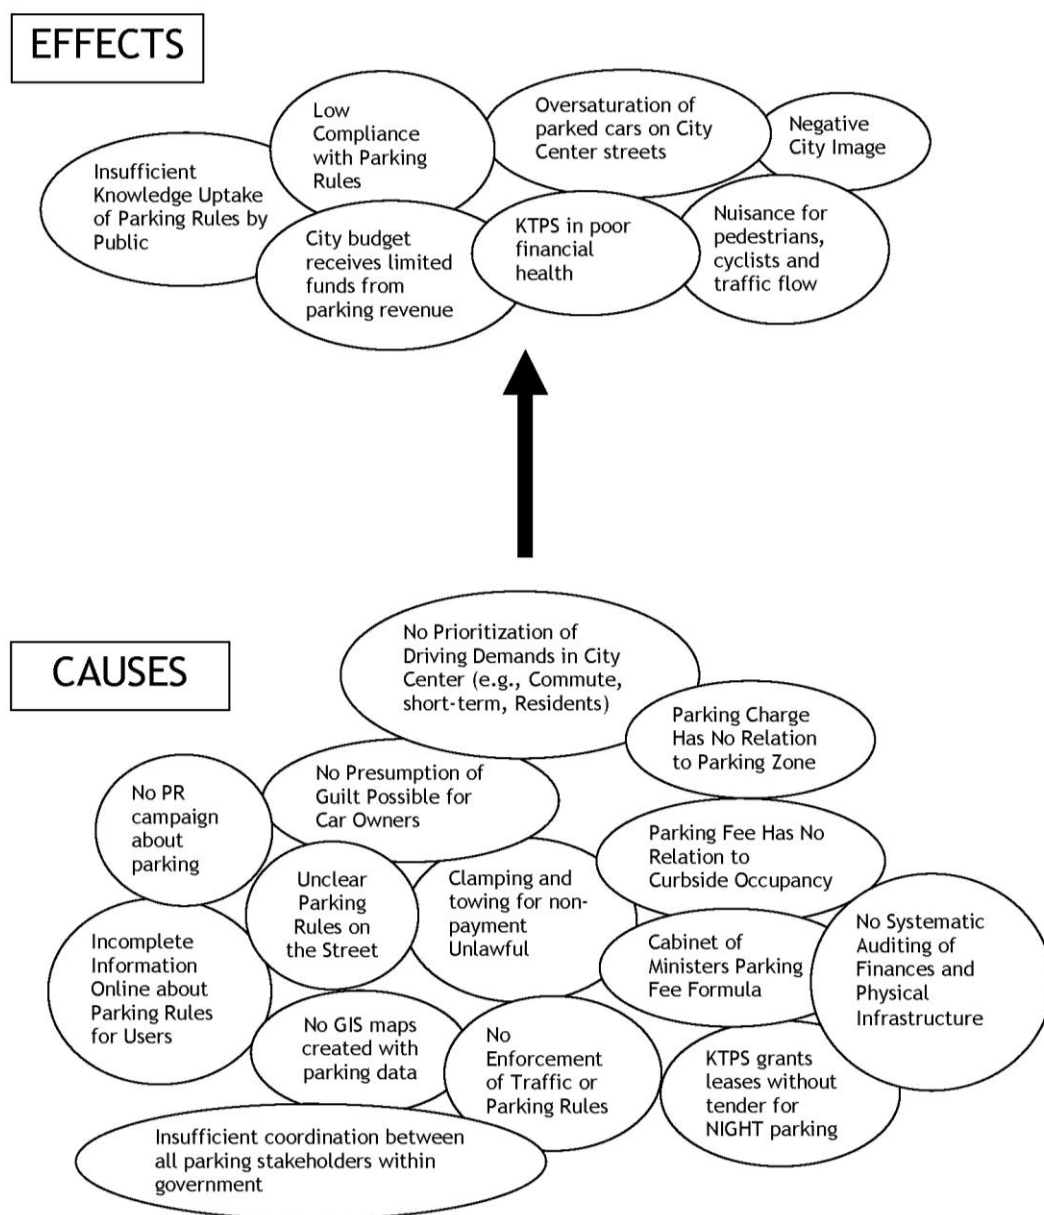 EFFECTS
Low
Compliance
with Parking
Rules
Oversaturation of
parked cars on City
Center streets
Negative
City Image
Insufficient
Knowledge Uptake
of Parking Rules by
Public
City budget
receives limited
funds from
parking revenue
KTPS in poor
financial
health
Nuisance for
pedestrians,
cyclists and
traffic flow
CAUSES
No Prioritization of
Driving Demands in City
Center (e.g., Commute,
short-term, Residents)
Parking Charge
Has No Relation
to Parking Zone
No PR
campaign
about
parking
No Presumption of
Guilt Possible for
Car Owners
Parking Fee Has No
Relation to
Curbside Occupancy
Unclear
Parking
Rules on
the Street
Clamping and
towing for non-
payment
Unlawful
Incomplete
Information
Online about
Parking Rules
for Users
Cabinet of
Ministers Parking
Fee Formula
No Systematic
Auditing of
Finances and
Physical
Infrastructure
No GIS maps
created with
parking data
No
Enforcement
of Traffic or
Parking Rules
KTPS grants
leases without
tender for
NIGHT parking
Insufficient coordination between
all parking stakeholders within
government